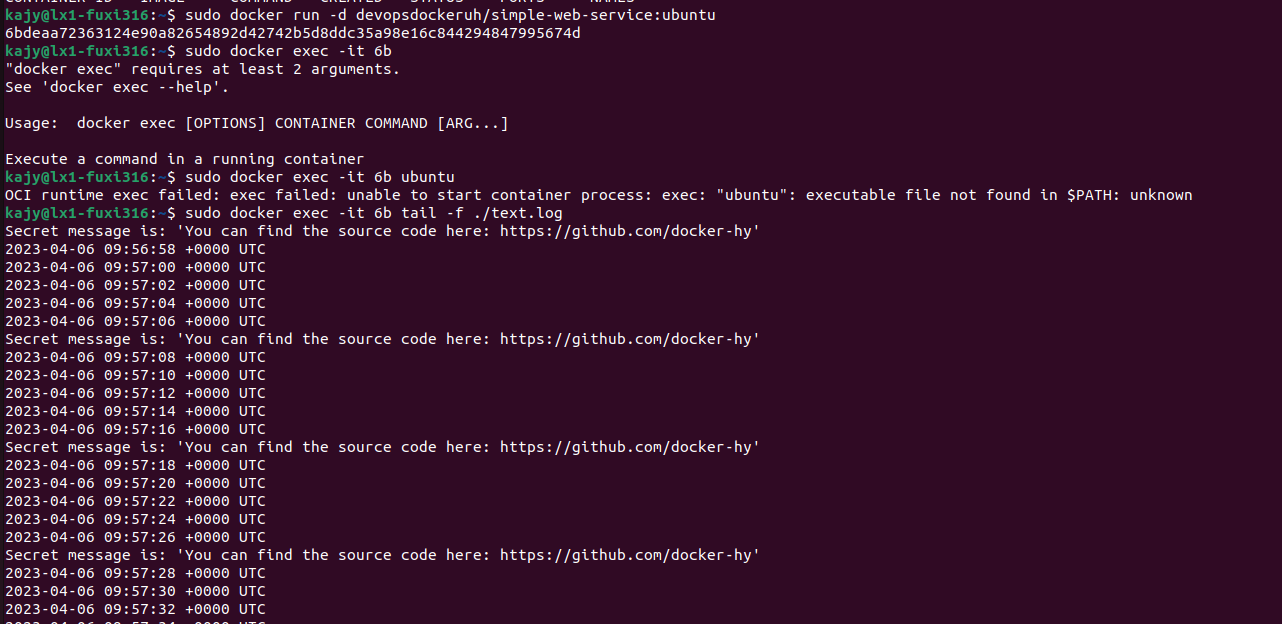 kajy@lx1-fuxi316:~$ sudo docker run -d devopsdockeruh/simple-web-service:ubuntu
6bdeaa72363124e90a82654892d42742b5d8ddc35a98e16c844294847995674d
kajy@lx1-fuxi316:~$ sudo docker exec -it 6b
"docker exec" requires at least 2 arguments.
See 'docker exec --help'.
Usage:  docker exec [OPTIONS] CONTAINER COMMAND [ARG...]
Execute a command in a running container
kajy@lx1-fuxi316:~$ sudo docker exec -it 6b ubuntu
OCI runtime exec failed: exec failed: unable to start container process: exec: "ubuntu": executable file not found in $PATH: unknown
kajy@lx1-fuxi316:~$ sudo docker exec -it 6b tail -f ./text.log
Secret message is: 'You can find the source code here: https://github.com/docker-hy'
2023-04-06 09:56:58 +0000 UTC
2023-04-06 09:57:00 +0000 UTC
2023-04-06 09:57:02 +0000 UTC
2023-04-06 09:57:04 +0000 UTC
2023-04-06 09:57:06 +0000 UTC
Secret message is: 'You can find the source code here: https://github.com/docker-hy'
2023-04-06 09:57:08 +0000 UTC
2023-04-06 09:57:10 +0000 UTC
2023-04-06 09:57:12 +0000 UTC
2023-04-06 09:57:14 +0000 UTC
2023-04-06 09:57:16 +0000 UTC
Secret message is: 'You can find the source code here: https://github.com/docker-hy'
2023-04-06 09:57:18 +0000 UTC
2023-04-06 09:57:20 +0000 UTC
2023-04-06 09:57:22 +0000 UTC
2023-04-06 09:57:24 +0000 UTC
2023-04-06 09:57:26 +0000 UTC
Secret message is: 'You can find the source code here: https://github.com/docker-hy'
2023-04-06 09:57:28 +0000 UTC
2023-04-06 09:57:30 +0000 UTC
2023-04-06 09:57:32 +0000 UTC